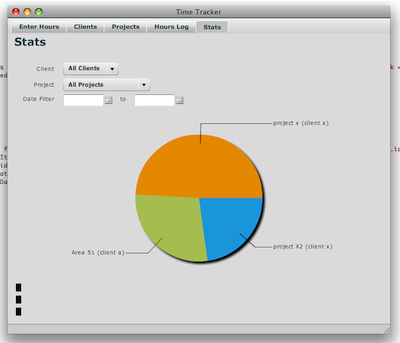 Time Tracker
Enter Hours Clients Projects Hours Log Stats
Stats
Client All Clients
Project All Projects
Date Filter to
project x (client x)
Area 51 (client a)
project X2 (client x)